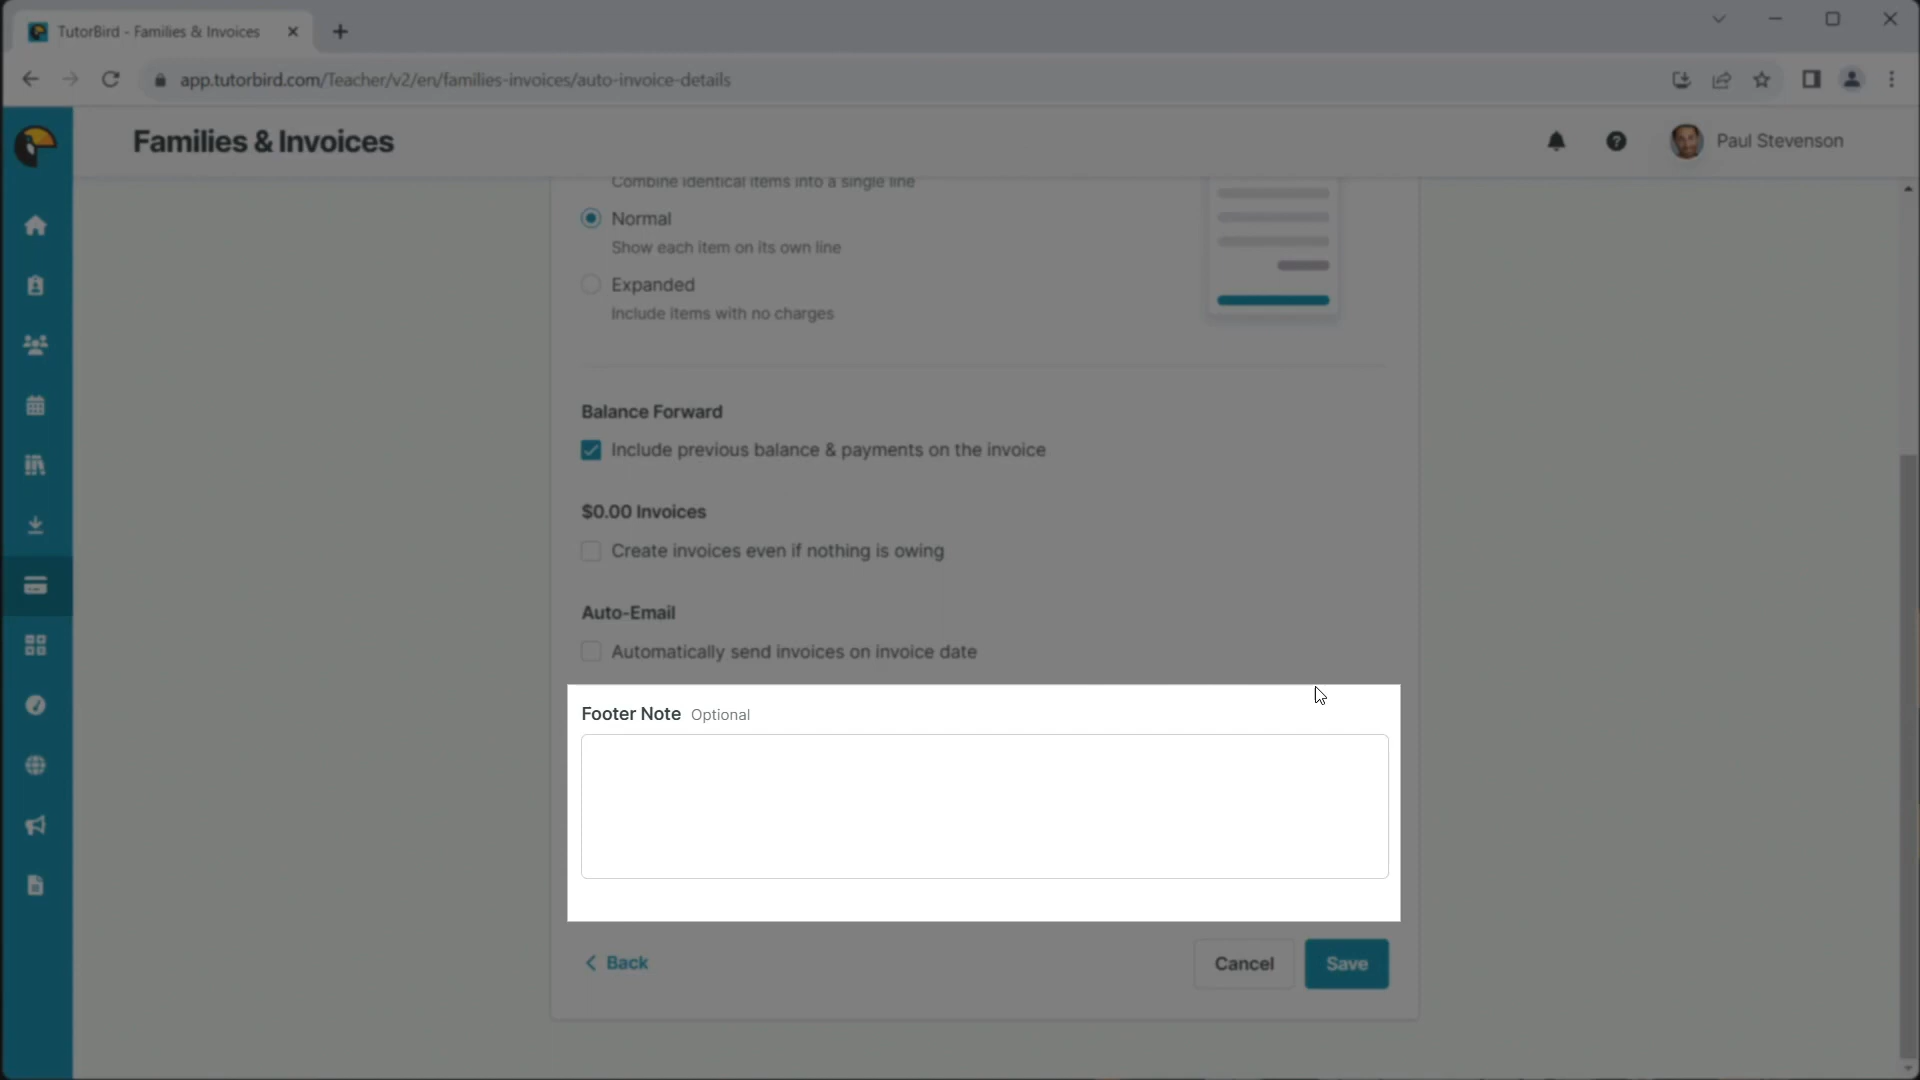 TutorBird - Families & Invoices
app.tutorbird.com/Teacher/v2/en/families-invoices/auto-invoice-details
Families & Invoices
Paul Stevenson
Combine identical items into a single line
Normal
Show each item on its own line
Expanded
Include items with no charges
Balance Forward
Include previous balance & payments on the invoice
$0.00 Invoices
Create invoices even if nothing is owing
Auto-Email
Automatically send invoices on invoice date
Footer Note Optional
Back
Cancel
Save